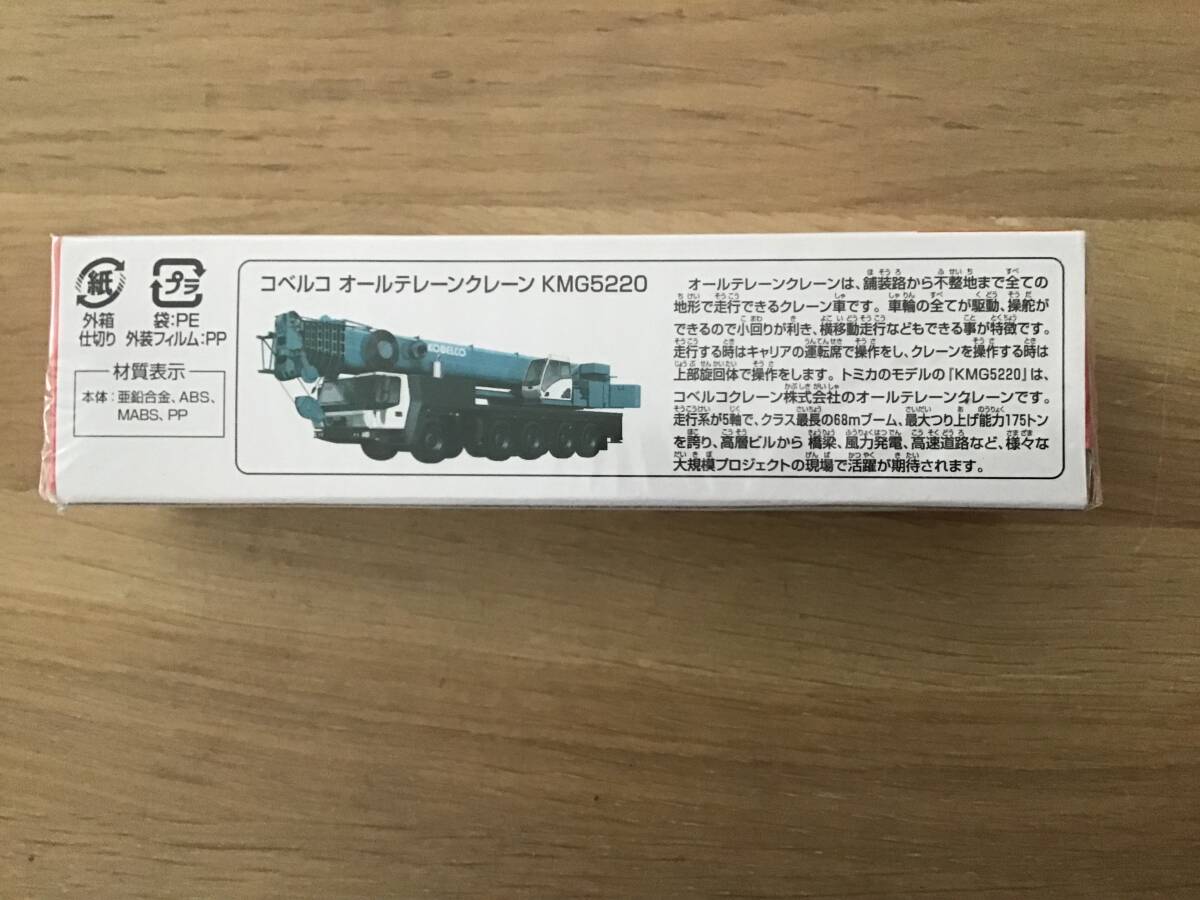 紙
プラ
外箱
仕切り
袋:PE
外装フィルム:PP
材質表示
本体:亜鉛合金、ABS、
MABS、PP
コベルコ オールテレーンクレーン KMG5220
KOBELCO
オールテレーンクレーンは、舗装路から不整地まで全ての
地形で走行できるクレーン車です。車輪の全てが駆動、操舵が
できるので小回りが利き、横移動走行などもできる事が特徴です。
走行する時はキャリアの運転席で操作をし、クレーンを操作する時は
上部旋回体で操作をします。トミカのモデルの「KMG5220」は、
コベルコクレーン株式会社のオールテレーンクレーンです。
走行系が5軸で、クラス最長の68mブーム、最大つり上げ能力175トン
を誇り、高層ビルから 橋梁、風力発電、高速道路など、様々な
大規模プロジェクトの現場で活躍が期待されます。